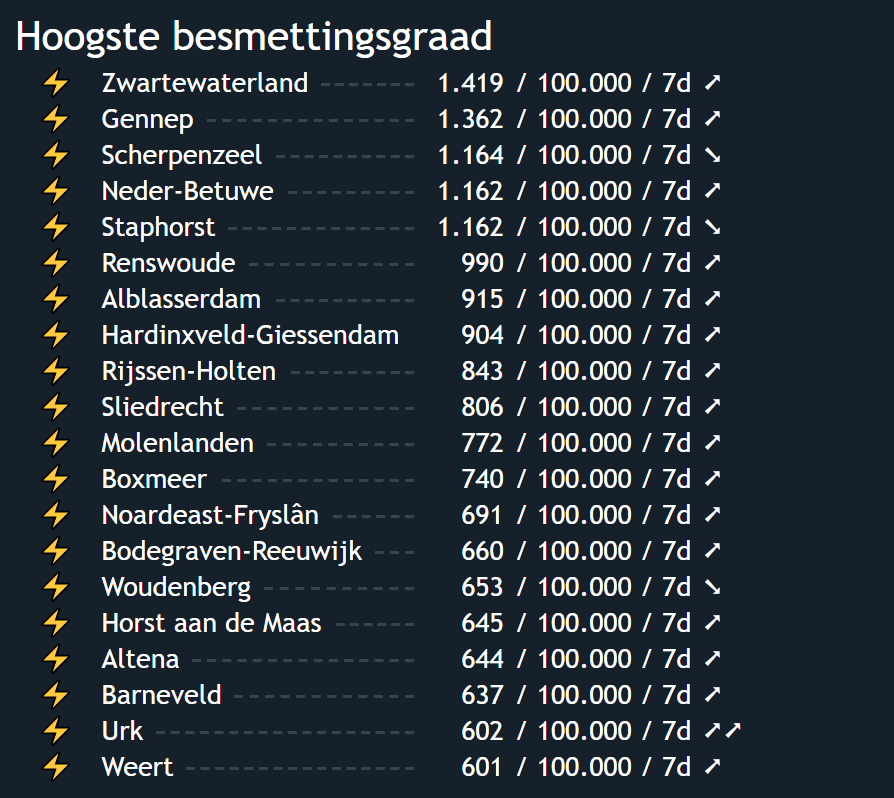 Hoogste besmettingsgraad
⚡ Zwartewaterland ------- 1.419 / 100.000 / 7d ➚
⚡ Gennep ---------------- 1.362 / 100.000 / 7d ➚
⚡ Scherpenzeel ---------- 1.164 / 100.000 / 7d ➘
⚡ Neder-Betuwe --------- 1.162 / 100.000 / 7d ➚
⚡ Staphorst -------------- 1.162 / 100.000 / 7d ➘
⚡ Renswoude ------------ 990 / 100.000 / 7d ➚
⚡ Alblasserdam ---------- 915 / 100.000 / 7d ➚
⚡ Hardinxveld-Giessendam 904 / 100.000 / 7d ➚
⚡ Rijssen-Holten --------- 843 / 100.000 / 7d ➚
⚡ Sliedrecht ------------- 806 / 100.000 / 7d ➚
⚡ Molenlanden ----------- 772 / 100.000 / 7d ➚
⚡ Boxmeer --------------- 740 / 100.000 / 7d ➚
⚡ Noardeast-Fryslân ------ 691 / 100.000 / 7d ➚
⚡ Bodegraven-Reeuwijk --- 660 / 100.000 / 7d ➚
⚡ Woudenberg ----------- 653 / 100.000 / 7d ➘
⚡ Horst aan de Maas ------ 645 / 100.000 / 7d ➚
⚡ Altena ----------------- 644 / 100.000 / 7d ➚
⚡ Barneveld -------------- 637 / 100.000 / 7d ➚
⚡ Urk -------------------- 602 / 100.000 / 7d ➚➚
⚡ Weert ------------------ 601 / 100.000 / 7d ➚